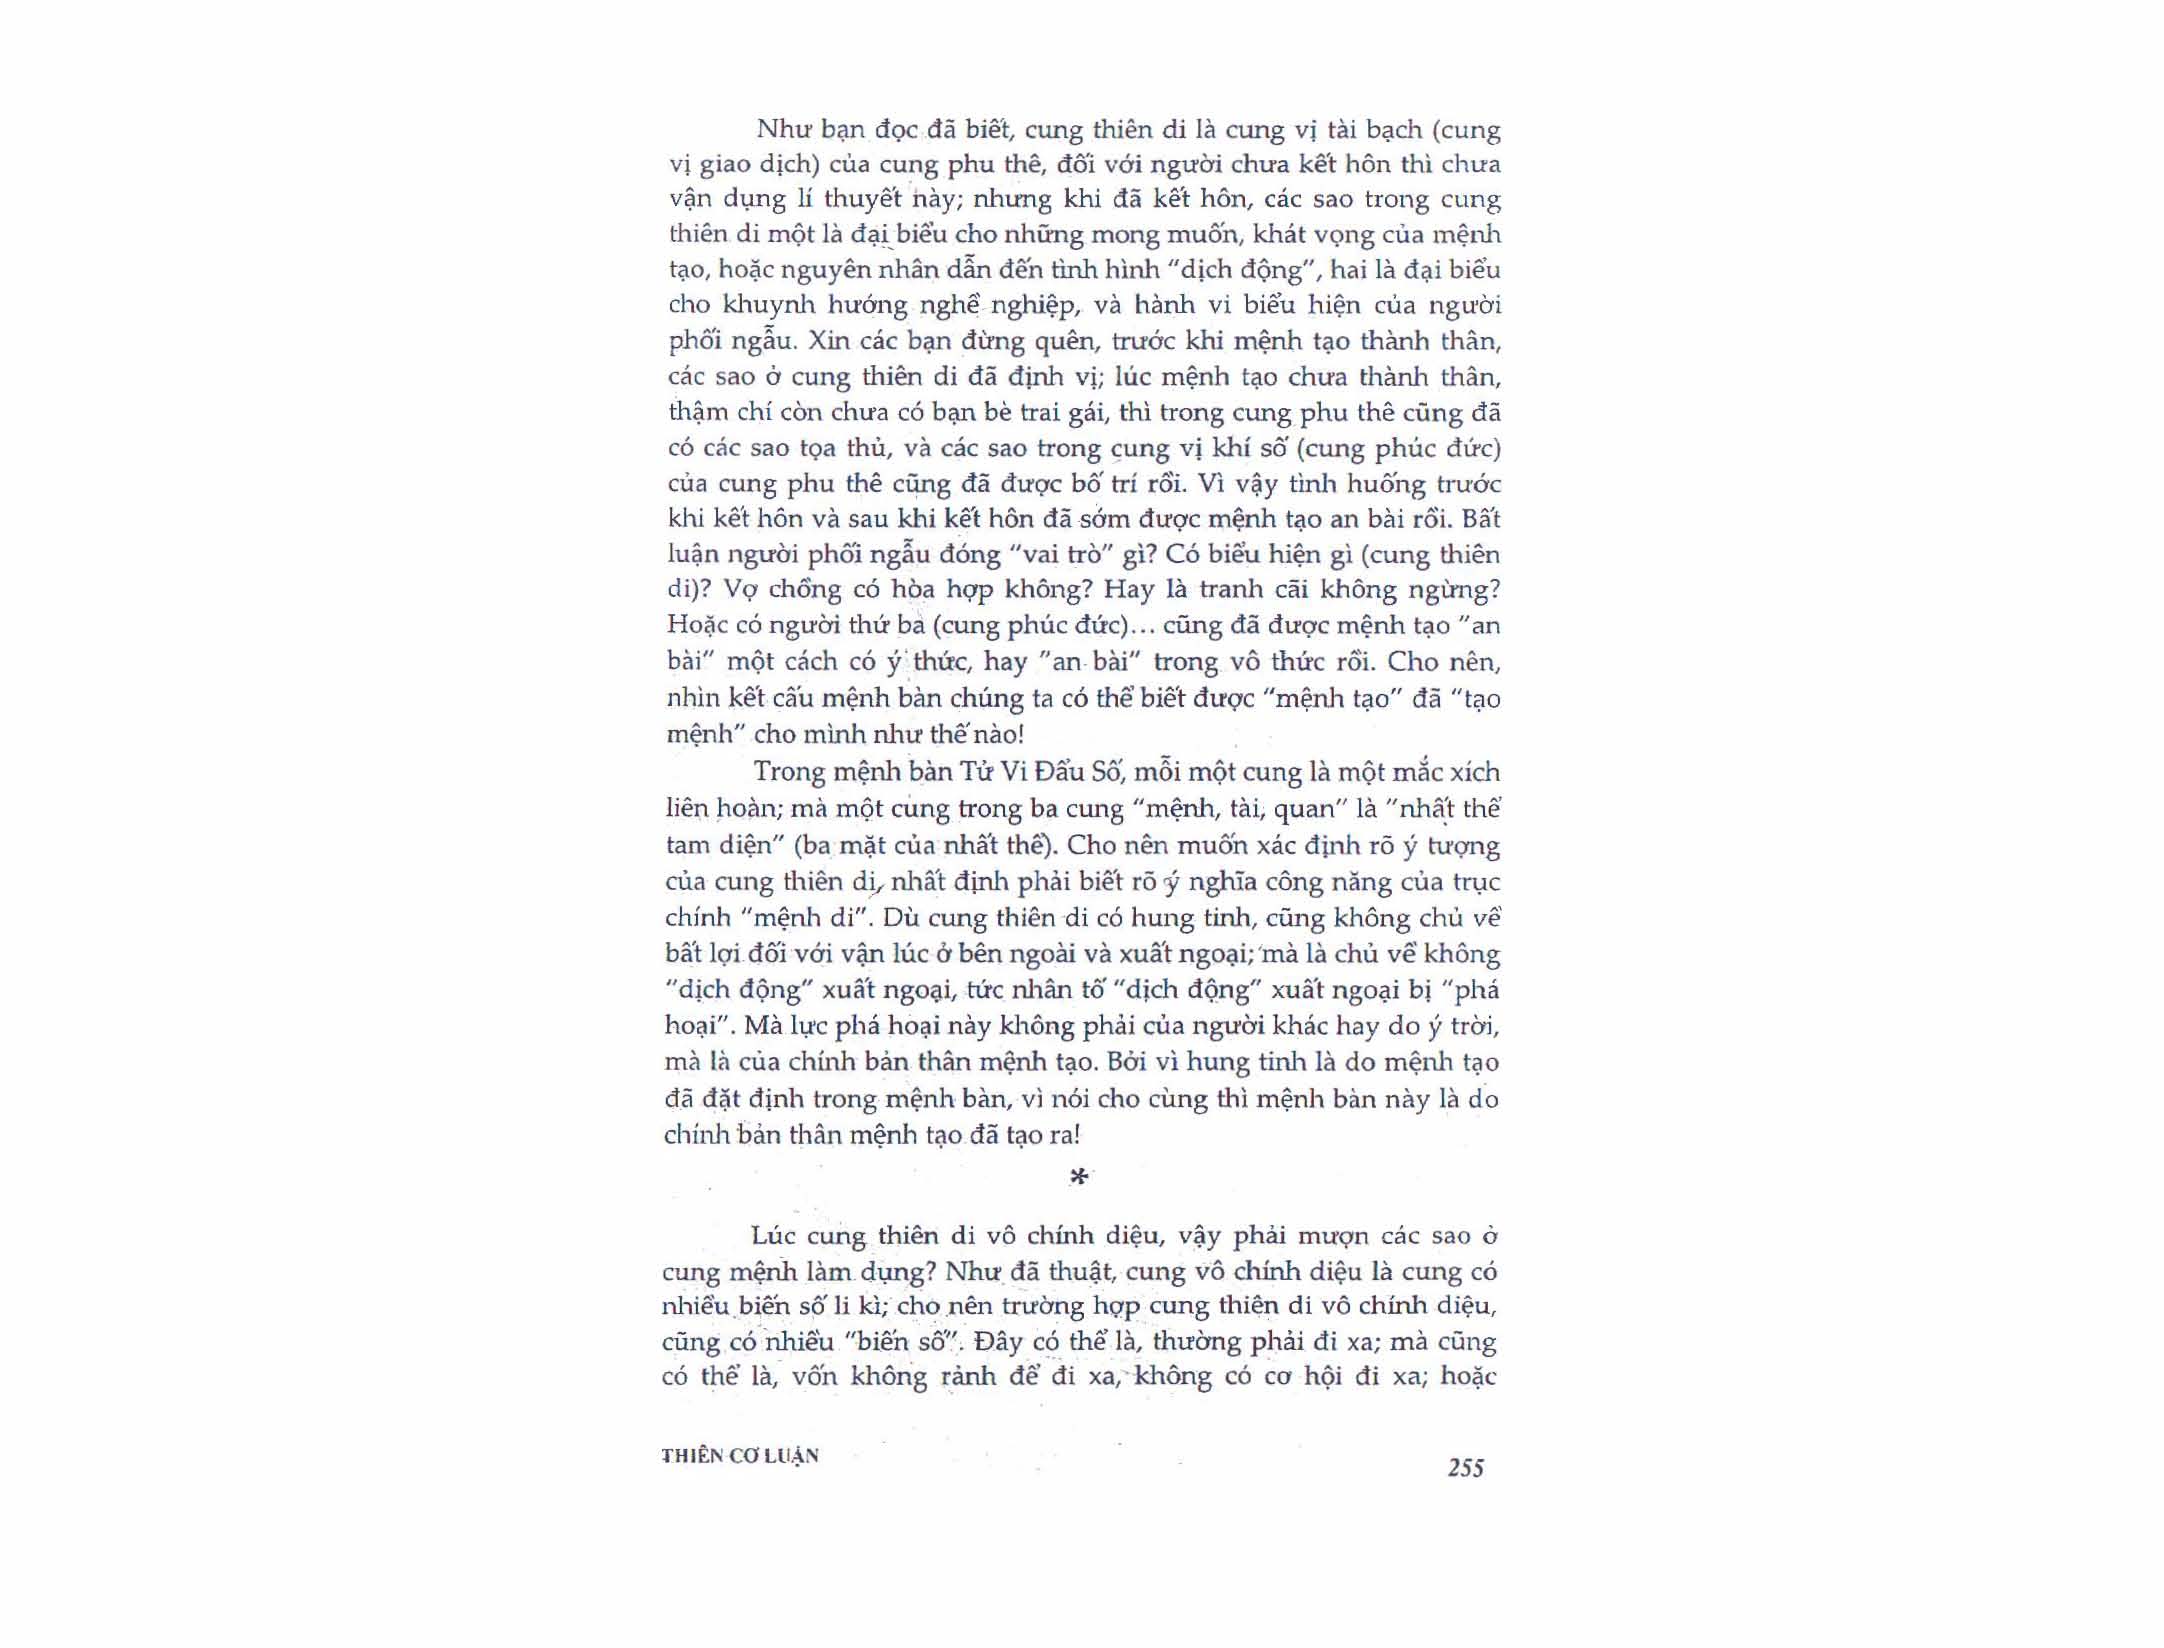 Như bạn đọc đã biết, cung thiên di là cung vị tài bạch (cung
vị giao dịch) của cung phu thê, đối với người chưa kết hôn thì chưa
vận dụng lí thuyết này; nhưng khi đã kết hôn, các sao trong cung
thiên di một là đại biểu cho những mong muốn, khát vọng của mệnh
tạo, hoặc nguyên nhân dẫn đến tình hình "dịch động", hai là đại biểu
cho khuynh hướng nghề nghiệp, và hành vi biểu hiện của người
phối ngẫu. Xin các bạn đừng quên, trước khi mệnh tạo thành thân,
các sao ở cung thiên di đã định vị; lúc mệnh tạo chưa thành thân,
thậm chí còn chưa có bạn bè trai gái, thì trong cung phu thê cũng đã
có các sao tọa thủ, và các sao trong cung vị khí số (cung phúc đức)
của cung phu thê cũng đã được bố trí rồi. Vì vậy tình huống trước
khi kết hôn và sau khi kết hôn đã sớm được mệnh tạo an bài rồi. Bất
luận người phối ngẫu đóng "vai trò" gì? Có biểu hiện gì (cung thiên
di)? Vợ chồng có hòa hợp không? Hay là tranh cãi không ngừng?
Hoặc có người thứ ba (cung phúc đức)... cũng đã được mệnh tạo "an
bài" một cách có ý thức, hay "an bài" trong vô thức rồi. Cho nên,
nhìn kết cấu mệnh bàn chúng ta có thể biết được "mệnh tạo" đã "tạo
mệnh" cho mình như thế nào!
Trong mệnh bàn Tử Vi Đẩu Số, mỗi một cung là một mắc xích
liên hoàn; mà một cung trong ba cung "mệnh, tài, quan" là "nhất thể
tam diện" (ba mặt của nhất thể). Cho nên muốn xác định rõ ý tượng
của cung thiên di, nhất định phải biết rõ ý nghĩa công năng của trục
chính "mệnh di". Dù cung thiên di có hung tinh, cũng không chủ về
bất lợi đối với vận lúc ở bên ngoài và xuất ngoại; mà là chủ về không
"dịch động" xuất ngoại, tức nhân tố "dịch động" xuất ngoại bị "phá
hoại". Mà lực phá hoại này không phải của người khác hay do ý trời,
mà là của chính bản thân mệnh tạo. Bởi vì hung tinh là do mệnh tạo
đã đặt định trong mệnh bàn, vì nói cho cùng thì mệnh bàn này là do
chính bản thân mệnh tạo đã tạo ra!
*
Lúc cung thiên di vô chính diệu, vậy phải mượn các sao ở
cung mệnh làm dụng? Như đã thuật, cung vô chính diệu là cung có
nhiều biến số li kì; cho nên trường hợp cung thiên di vô chính diệu,
cũng có nhiều "biến số". Đây có thể là, thường phải đi xa; mà cũng
có thể là, vốn không rảnh để đi xa, không có cơ hội đi xa; hoặc
THIÊN CƠ LUẬN
255